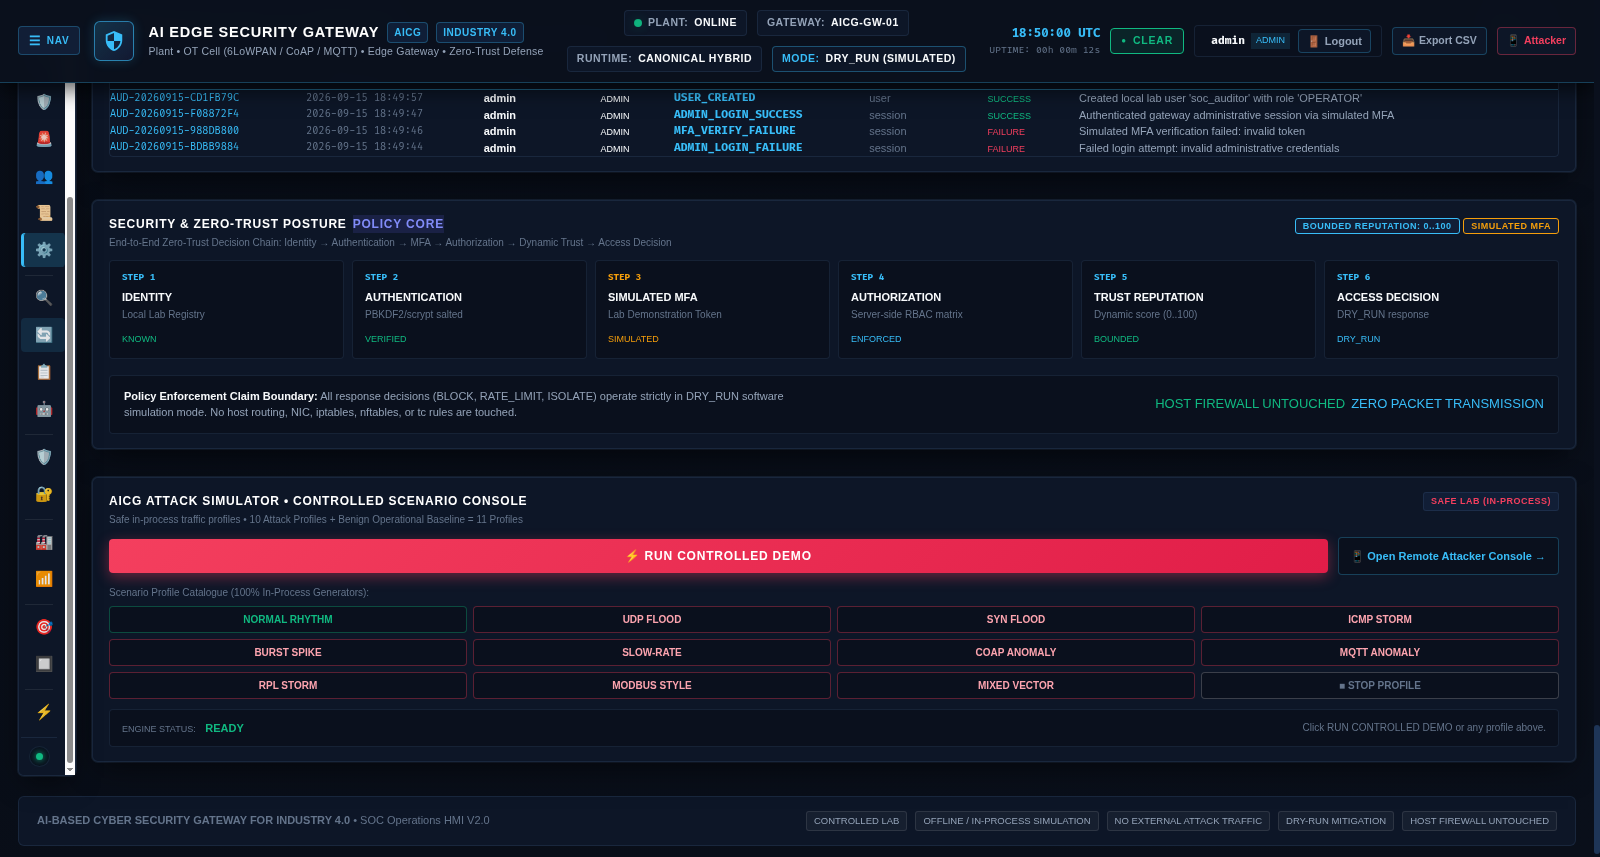 ☰ NAV
AI EDGE SECURITY GATEWAY AICG INDUSTRY 4.0
Plant • OT Cell (6LoWPAN / CoAP / MQTT) • Edge Gateway • Zero-Trust Defense
PLANT: ONLINE GATEWAY: AICG-GW-01
RUNTIME: CANONICAL HYBRID MODE: DRY_RUN (SIMULATED)
18:50:00 UTC
UPTIME: 00h 00m 12s
• CLEAR
admin ADMIN Logout
Export CSV
Attacker
AUD-20260915-CD1FB79C 2026-09-15 18:49:57 admin ADMIN USER_CREATED user SUCCESS Created local lab user 'soc_auditor' with role 'OPERATOR'
AUD-20260915-F08872F4 2026-09-15 18:49:47 admin ADMIN ADMIN_LOGIN_SUCCESS session SUCCESS Authenticated gateway administrative session via simulated MFA
AUD-20260915-988DB800 2026-09-15 18:49:46 admin ADMIN MFA_VERIFY_FAILURE session FAILURE Simulated MFA verification failed: invalid token
AUD-20260915-BDBB9884 2026-09-15 18:49:44 admin ADMIN ADMIN_LOGIN_FAILURE session FAILURE Failed login attempt: invalid administrative credentials
SECURITY & ZERO-TRUST POSTURE POLICY CORE
BOUNDED REPUTATION: 0..100 SIMULATED MFA
End-to-End Zero-Trust Decision Chain: Identity → Authentication → MFA → Authorization → Dynamic Trust → Access Decision
STEP 1
IDENTITY
Local Lab Registry
KNOWN
STEP 2
AUTHENTICATION
PBKDF2/scrypt salted
VERIFIED
STEP 3
SIMULATED MFA
Lab Demonstration Token
SIMULATED
STEP 4
AUTHORIZATION
Server-side RBAC matrix
ENFORCED
STEP 5
TRUST REPUTATION
Dynamic score (0..100)
BOUNDED
STEP 6
ACCESS DECISION
DRY_RUN response
DRY_RUN
Policy Enforcement Claim Boundary: All response decisions (BLOCK, RATE_LIMIT, ISOLATE) operate strictly in DRY_RUN software
simulation mode. No host routing, NIC, iptables, nftables, or tc rules are touched.
HOST FIREWALL UNTOUCHED ZERO PACKET TRANSMISSION
AICG ATTACK SIMULATOR • CONTROLLED SCENARIO CONSOLE
SAFE LAB (IN-PROCESS)
Safe in-process traffic profiles • 10 Attack Profiles + Benign Operational Baseline = 11 Profiles
⚡ RUN CONTROLLED DEMO
Open Remote Attacker Console →
Scenario Profile Catalogue (100% In-Process Generators):
NORMAL RHYTHM UDP FLOOD SYN FLOOD ICMP STORM
BURST SPIKE SLOW-RATE COAP ANOMALY MQTT ANOMALY
RPL STORM MODBUS STYLE MIXED VECTOR ■ STOP PROFILE
ENGINE STATUS: READY
Click RUN CONTROLLED DEMO or any profile above.
AI-BASED CYBER SECURITY GATEWAY FOR INDUSTRY 4.0 • SOC Operations HMI V2.0
CONTROLLED LAB OFFLINE / IN-PROCESS SIMULATION NO EXTERNAL ATTACK TRAFFIC DRY-RUN MITIGATION HOST FIREWALL UNTOUCHED